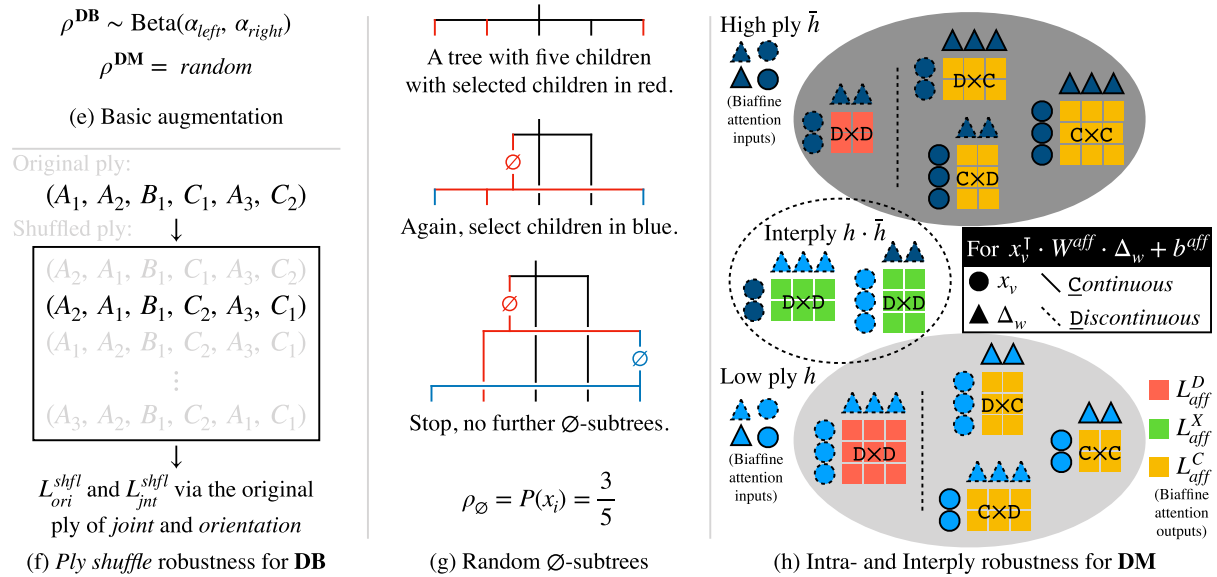 ρ^DB ∼ Beta(α_left, α_right)
ρ^DM = random
(e) Basic augmentation
Original ply:
(A₁, A₂, B₁, C₁, A₃, C₂)
Shuffled ply:
(A₂, A₁, B₁, C₁, A₃, C₂)
(A₂, A₁, B₁, C₂, A₃, C₁)
(A₁, A₂, B₁, C₂, A₃, C₁)
⋮
(A₃, A₂, B₁, C₂, A₁, C₁)
L_ori^shfl and L_jnt^shfl via the original
ply of joint and orientation
(f) Ply shuffle robustness for DB
A tree with five children
with selected children in red.
∅
Again, select children in blue.
∅
∅
Stop, no further ∅-subtrees.
ρ_∅ = P(x_i) = 3/5
(g) Random ∅-subtrees
High ply h̄
(Biaffine
attention
inputs)
D×D
D×C
C×D
C×C
Interply h · h̄
D×D
D×D
For x_v^⊺ · W^aff · Δ_w + b^aff
x_v
Continuous
Δ_w
Discontinuous
Low ply h
(Biaffine
attention
inputs)
D×D
D×C
C×D
C×C
L_aff^D
L_aff^X
L_aff^C
(Biaffine
attention
outputs)
(h) Intra- and Interply robustness for DM